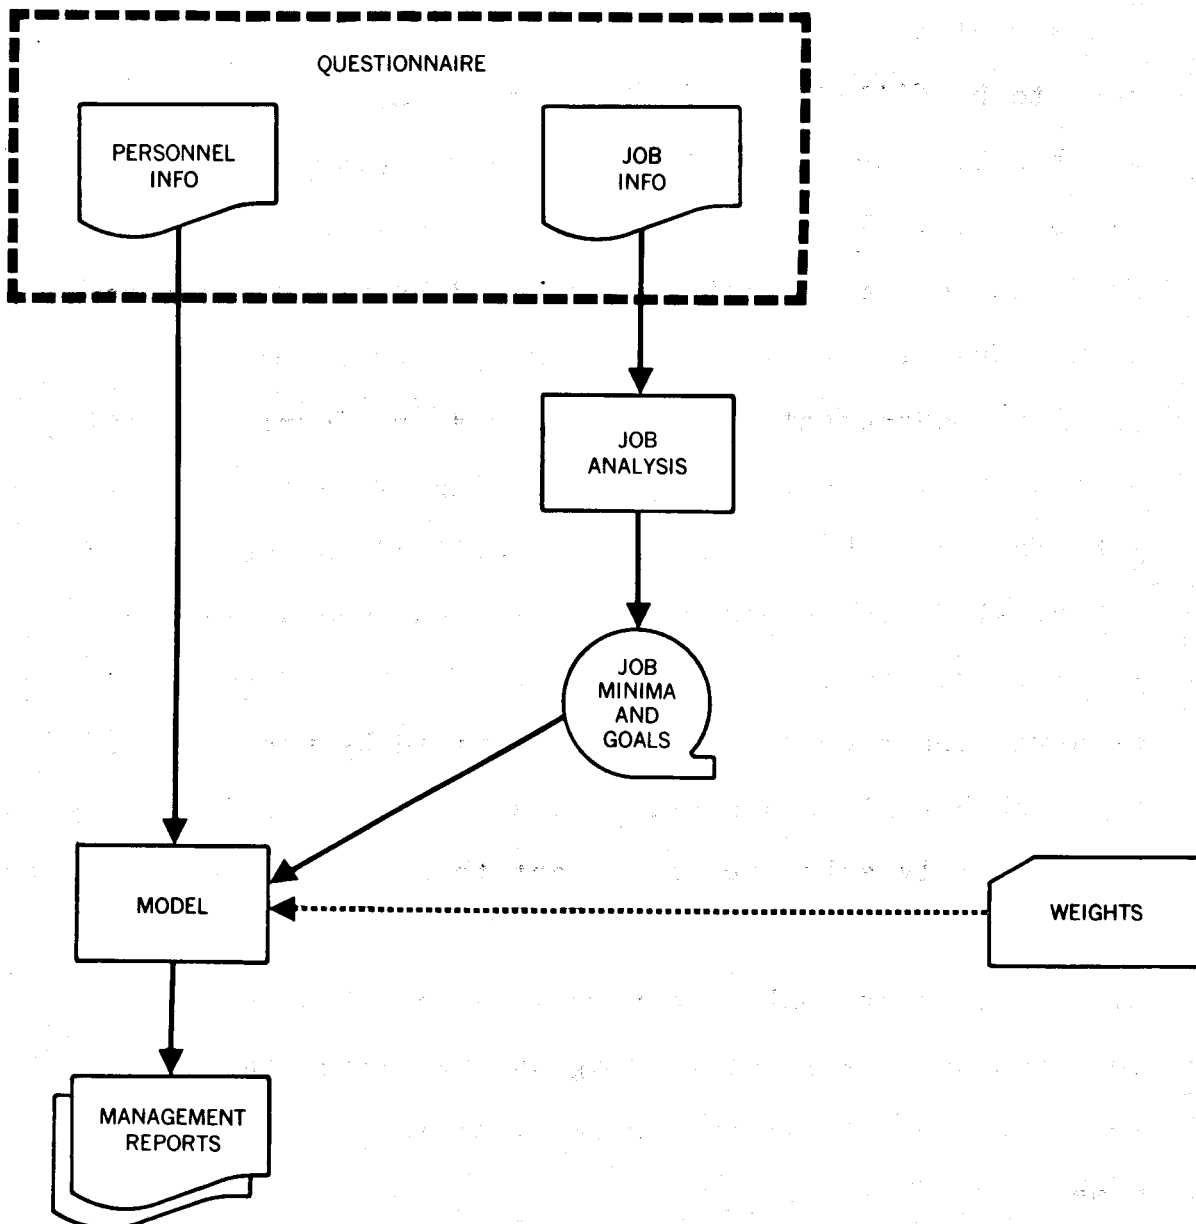 QUESTIONNAIRE
PERSONNEL
INFO
JOB
INFO
JOB
ANALYSIS
JOB
MINIMA
AND
GOALS
MODEL
WEIGHTS
MANAGEMENT
REPORTS